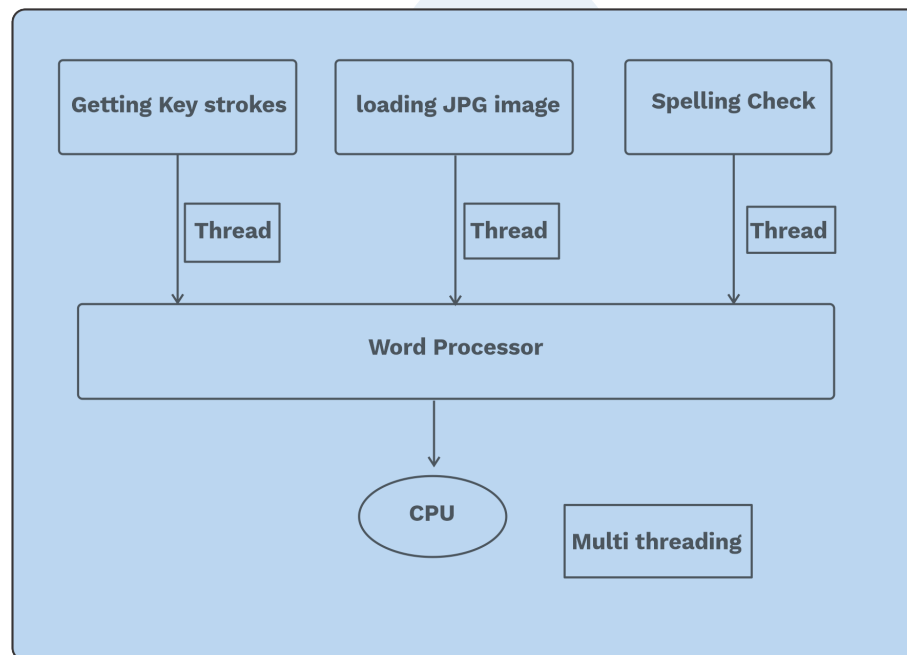 Getting Key strokes
loading JPG image
Spelling Check
Thread
Thread
Thread
Word Processor
CPU
Multi threading